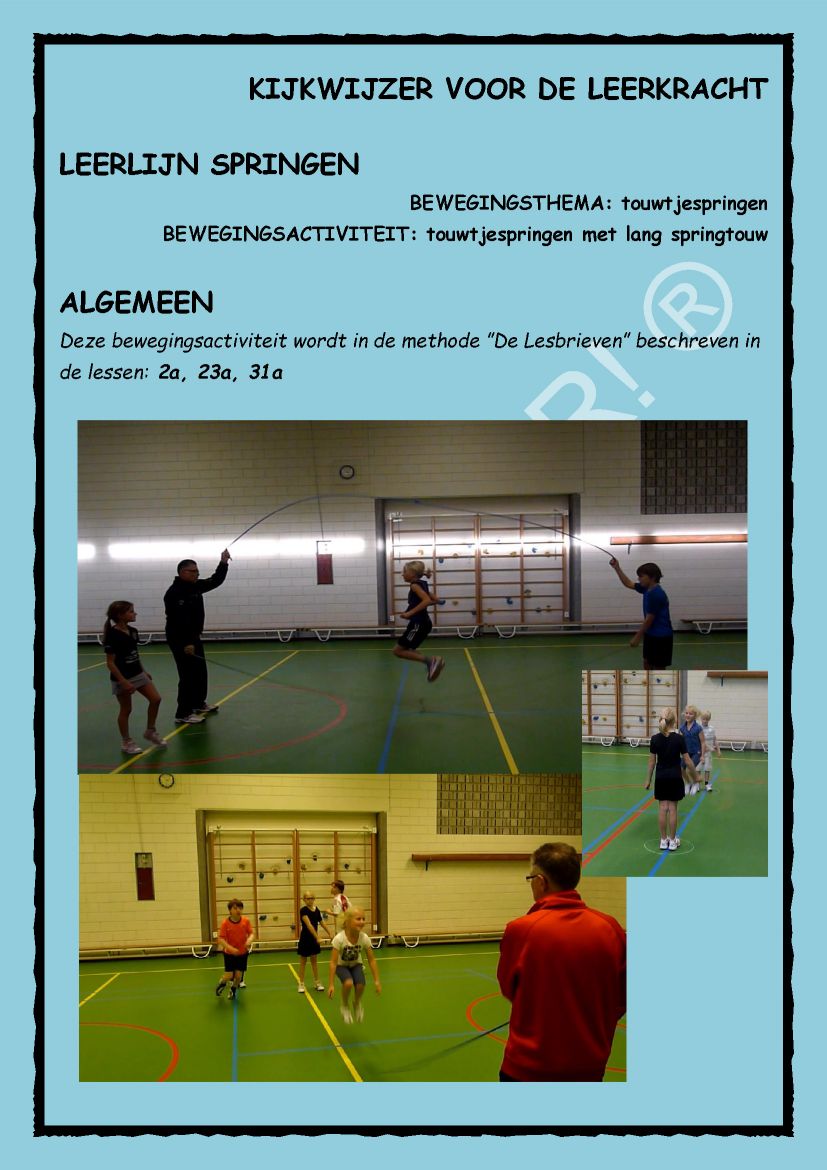 KIJKWIJZER VOOR DE LEERKRACHT
LEERLIJN SPRINGEN
BEWEGINGSTHEMA: touwtjespringen
BEWEGINGSACTIVITEIT: touwtjespringen met lang springtouw
ALGEMEEN
Deze bewegingsactiviteit wordt in de methode "De Lesbrieven" beschreven in
de lessen: 2a, 23a, 31a
R! ®